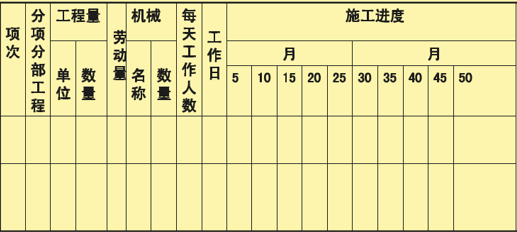 项次
分项分部工程
工程量
劳动量
机械
每天工作人数
工作日
施工进度
月
月
单位
数量
名称
数量
5 10 15 20 25 30 35 40 45 50